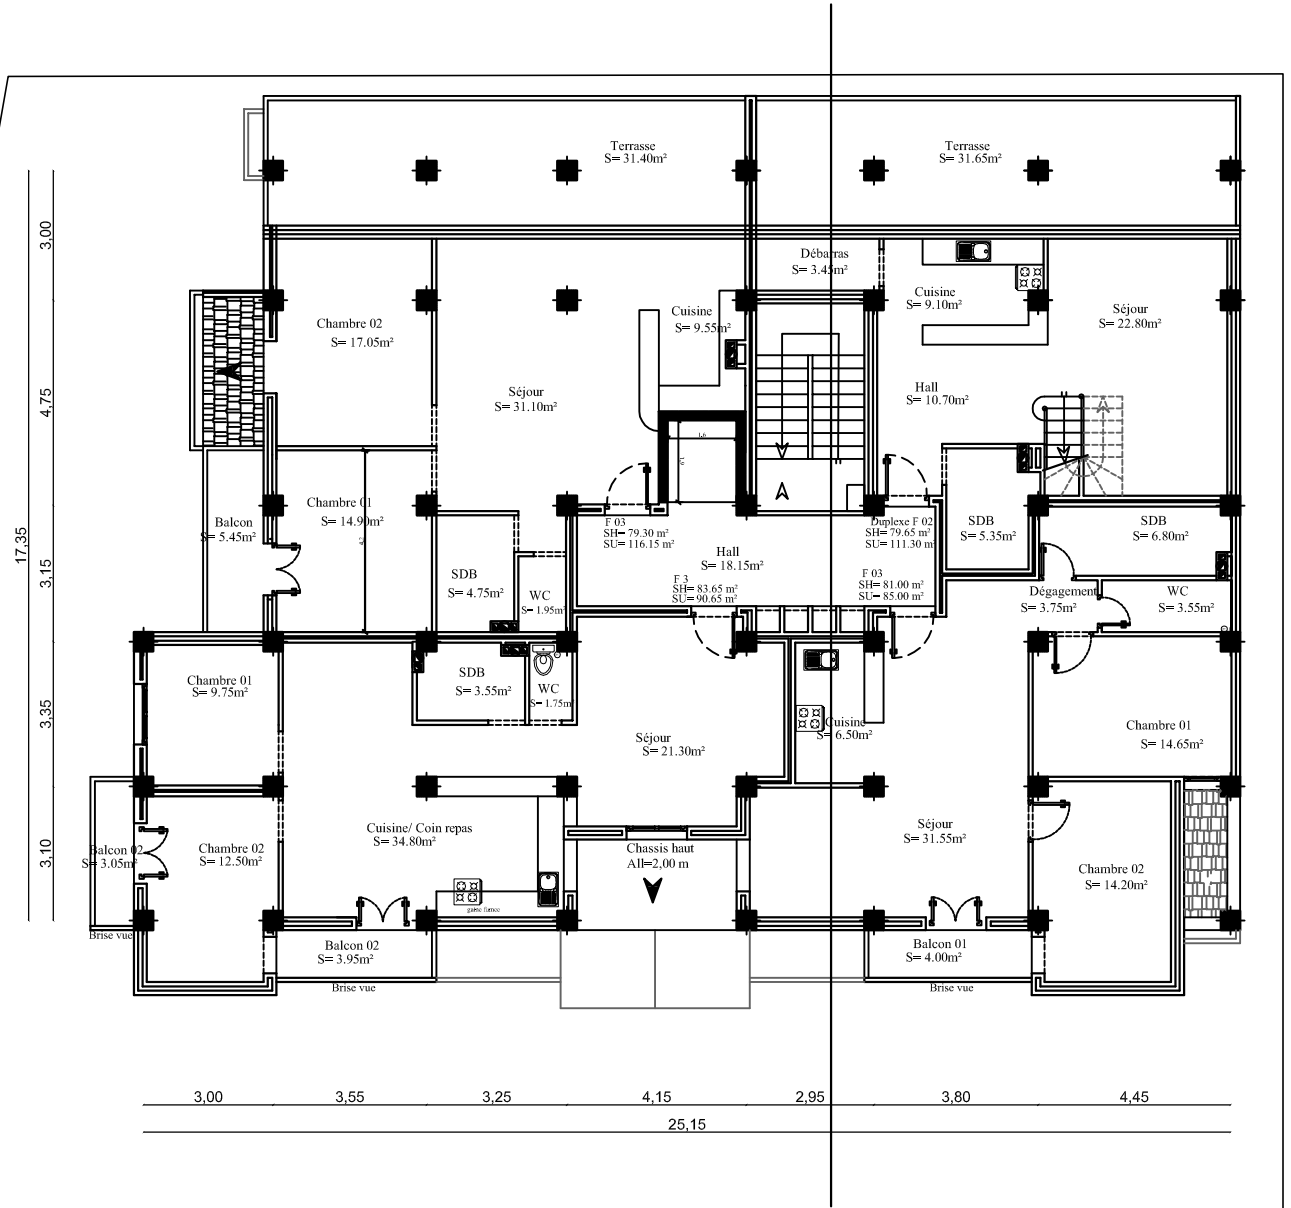 Terrasse
S= 31.40m²
Terrasse
S= 31.65m²
3,00
Débarras
S= 3.45m²
Cuisine
S= 9.10m²
Séjour
S= 22.80m²
Chambre 02
S= 17.05m²
Cuisine
S= 9.55m²
4,75
Séjour
S= 31.10m²
Hall
S= 10.70m²
1,6
1,9
Chambre 01
S= 14.90m²
4,2
Balcon
S= 5.45m²
F 03
SH= 79.30 m²
SU= 116.15 m²
Duplexe F 02
SH= 79.65 m²
SU= 111.30 m²
SDB
S= 5.35m²
SDB
S= 6.80m²
17,35
Hall
S= 18.15m²
3,15
SDB
S= 4.75m²
WC
S= 1.95m²
F 3
SH= 83.65 m²
SU= 90.65 m²
F 03
SH= 81.00 m²
SU= 85.00 m²
Dégagement
S= 3.75m²
WC
S= 3.55m²
Chambre 01
S= 9.75m²
SDB
S= 3.55m²
WC
S= 1.75m²
3,35
Séjour
S= 21.30m²
Cuisine
S= 6.50m²
Chambre 01
S= 14.65m²
Cuisine/ Coin repas
S= 34.80m²
Séjour
S= 31.55m²
3,10
Balcon 02
S= 3.05m²
Chambre 02
S= 12.50m²
Chassis haut
All=2,00 m
Chambre 02
S= 14.20m²
gaine fumée
Brise vue
Balcon 02
S= 3.95m²
Balcon 01
S= 4.00m²
Brise vue
Brise vue
3,00
3,55
3,25
4,15
2,95
3,80
4,45
25,15